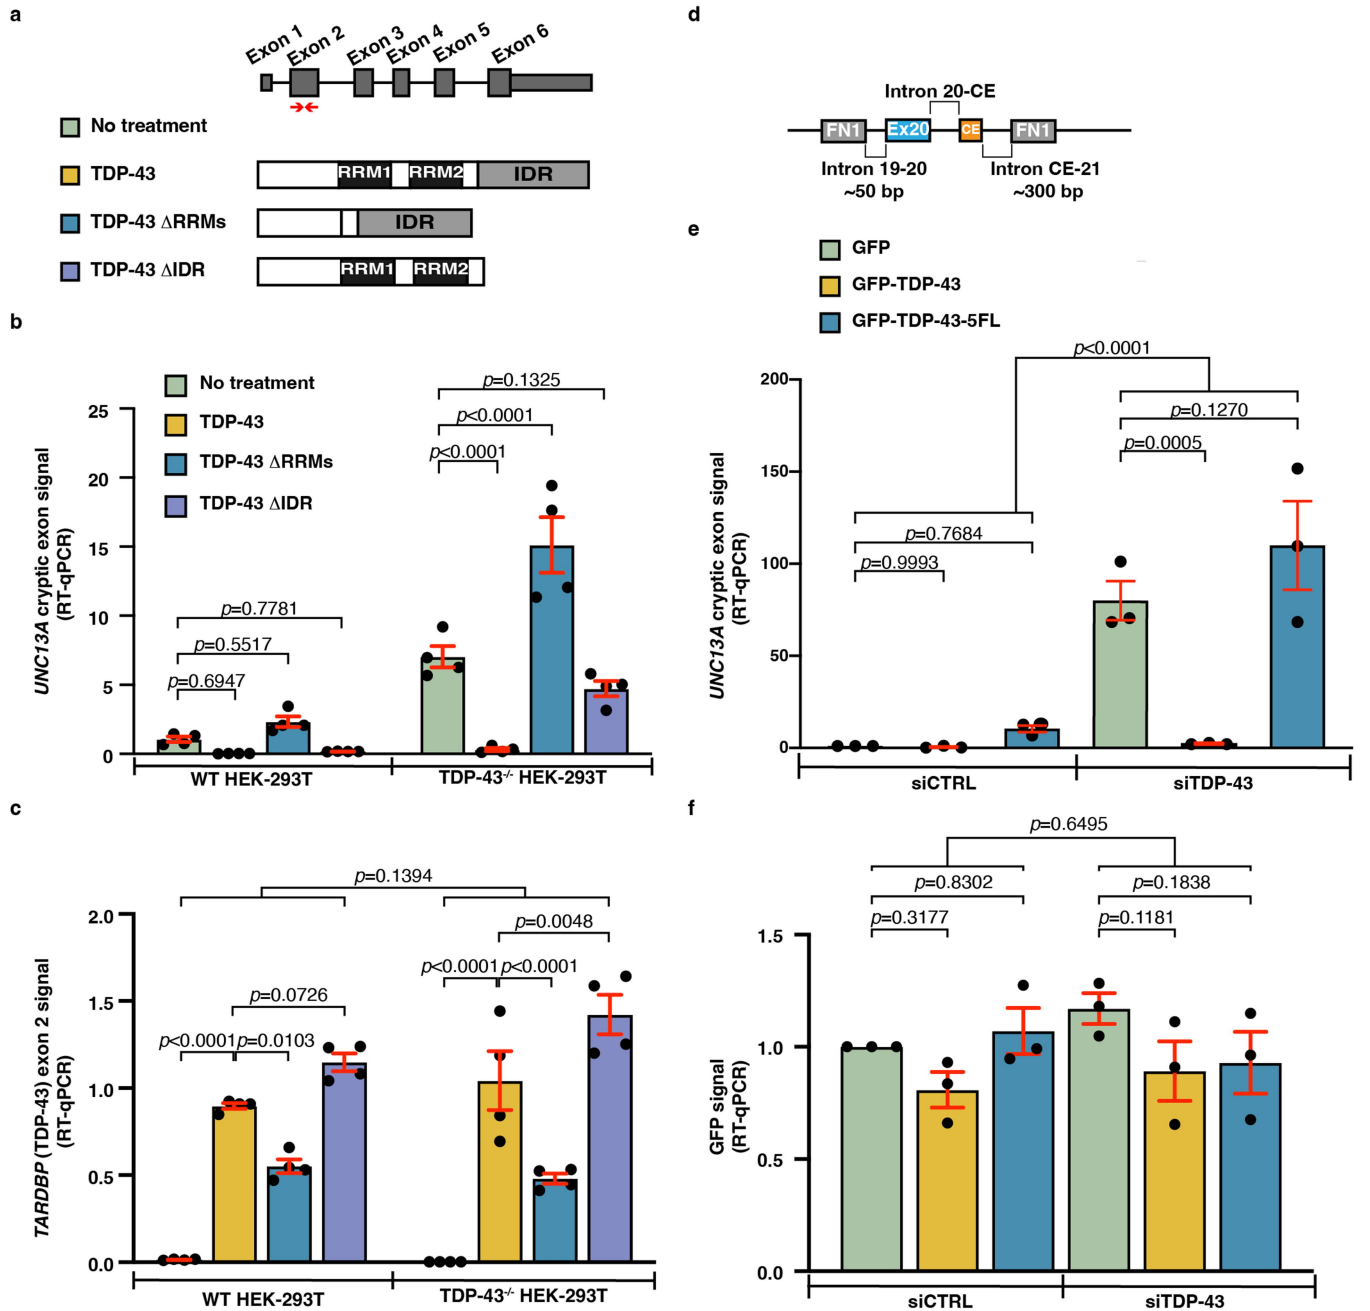 a
Exon 1
Exon 2
Exon 3
Exon 4
Exon 5
Exon 6
No treatment
TDP-43
RRM1
RRM2
IDR
TDP-43 ΔRRMs
IDR
TDP-43 ΔIDR
RRM1
RRM2
b
No treatment
TDP-43
TDP-43 ΔRRMs
TDP-43 ΔIDR
UNC13A cryptic exon signal
(RT-qPCR)
25
20
15
10
5
0
p=0.7781
p=0.5517
p=0.6947
p=0.1325
p<0.0001
p<0.0001
WT HEK-293T
TDP-43-/- HEK-293T
c
TARDBP (TDP-43) exon 2 signal
(RT-qPCR)
2.0
1.5
1.0
0.5
0.0
p=0.1394
p=0.0726
p<0.0001
p=0.0103
p=0.0048
p<0.0001
p<0.0001
WT HEK-293T
TDP-43-/- HEK-293T
d
Intron 20-CE
FN1
Ex20
CE
FN1
Intron 19-20
~50 bp
Intron CE-21
~300 bp
e
GFP
GFP-TDP-43
GFP-TDP-43-5FL
UNC13A cryptic exon signal
(RT-qPCR)
200
150
100
50
0
p<0.0001
p=0.1270
p=0.0005
p=0.7684
p=0.9993
siCTRL
siTDP-43
f
GFP signal
(RT-qPCR)
1.5
1.0
0.5
0.0
p=0.6495
p=0.8302
p=0.3177
p=0.1838
p=0.1181
siCTRL
siTDP-43